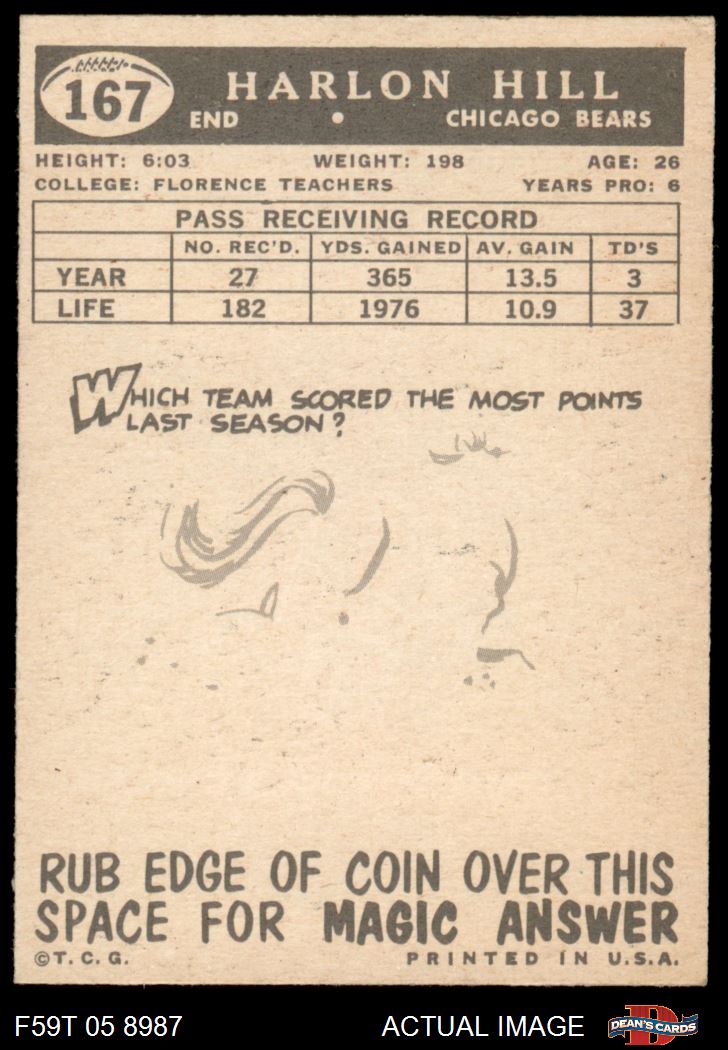 167
HARLON HILL
END • CHICAGO BEARS
HEIGHT: 6:03 WEIGHT: 198 AGE: 26
COLLEGE: FLORENCE TEACHERS YEARS PRO: 6
PASS RECEIVING RECORD
NO. REC'D. YDS. GAINED AV. GAIN TD'S
YEAR 27 365 13.5 3
LIFE 182 1976 10.9 37
WHICH TEAM SCORED THE MOST POINTS
LAST SEASON?
RUB EDGE OF COIN OVER THIS
SPACE FOR MAGIC ANSWER
©T. C. G. PRINTED IN U.S.A.
F59T 05 8987 ACTUAL IMAGE D DEAN'S CARDS